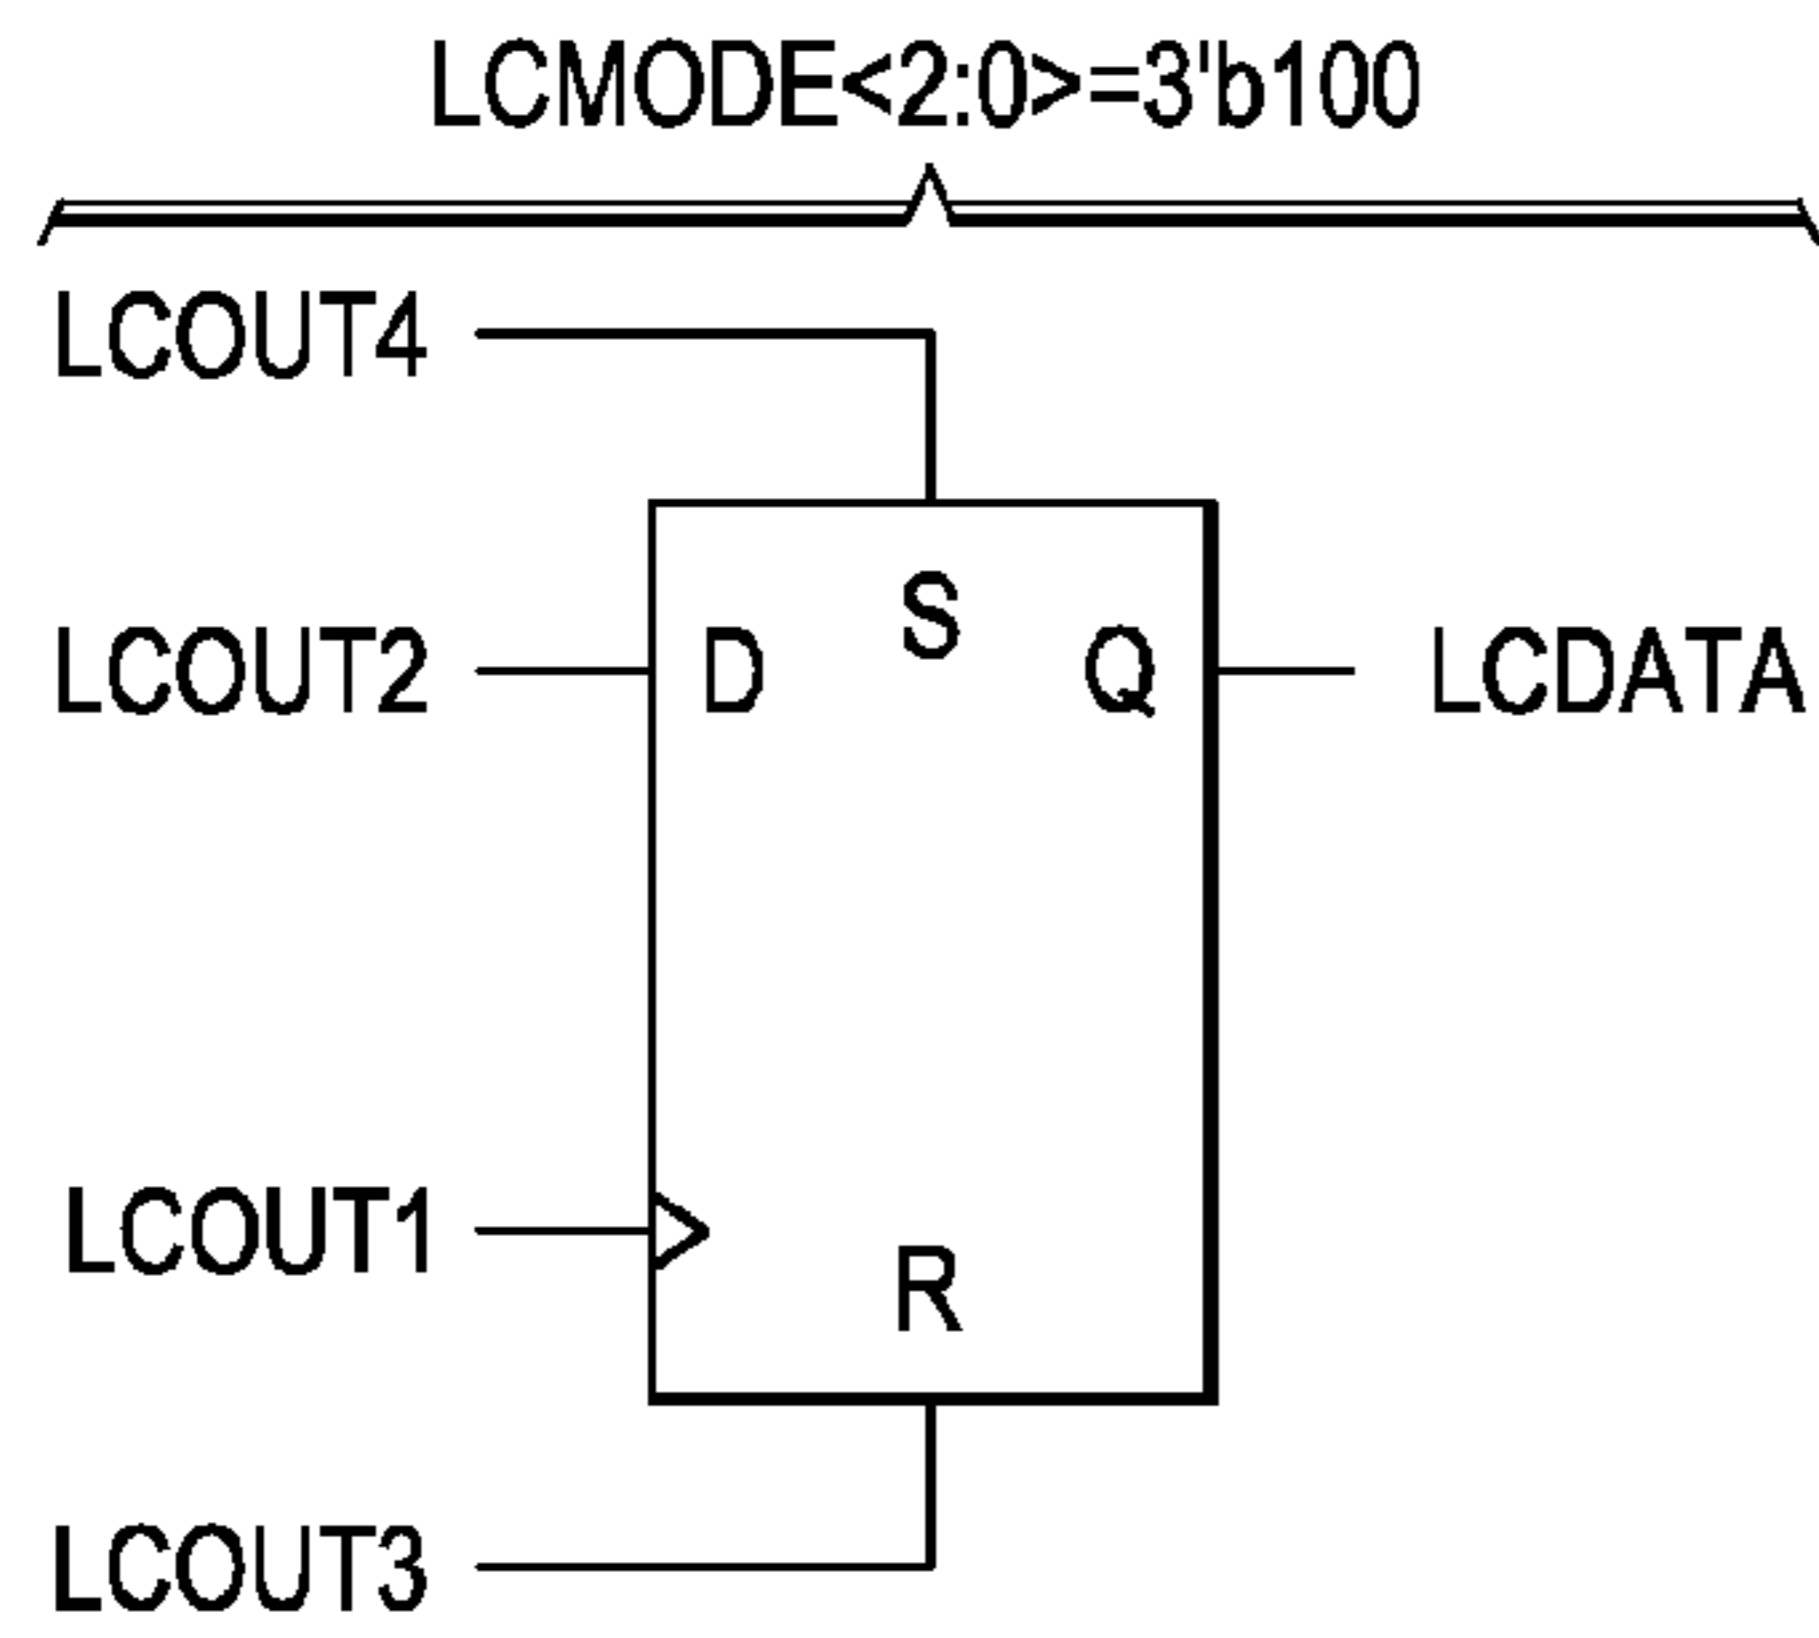 LCMODE<2:0>=3'b100
LCOUT4
S
LCOUT2 D Q LCDATA
LCOUT1
R
LCOUT3